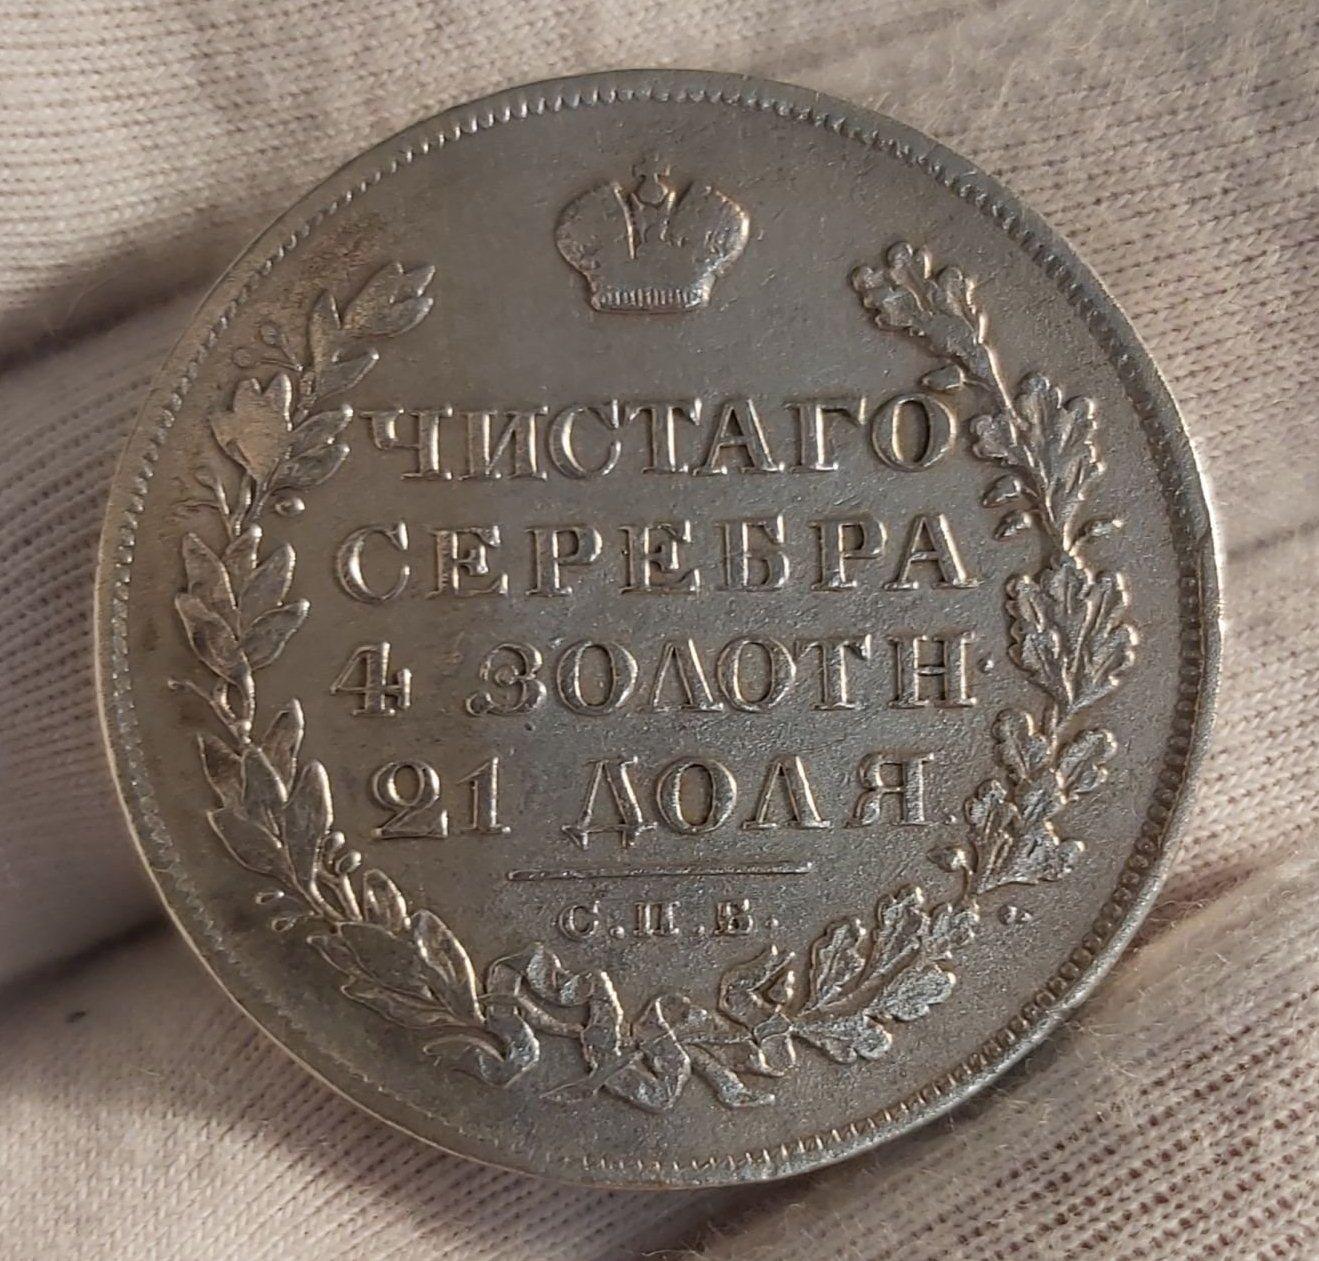 ЧИСТАГО
СЕРЕБРА
4 ЗОЛОТН.
21 ДОЛЯ.
С.П.Б.